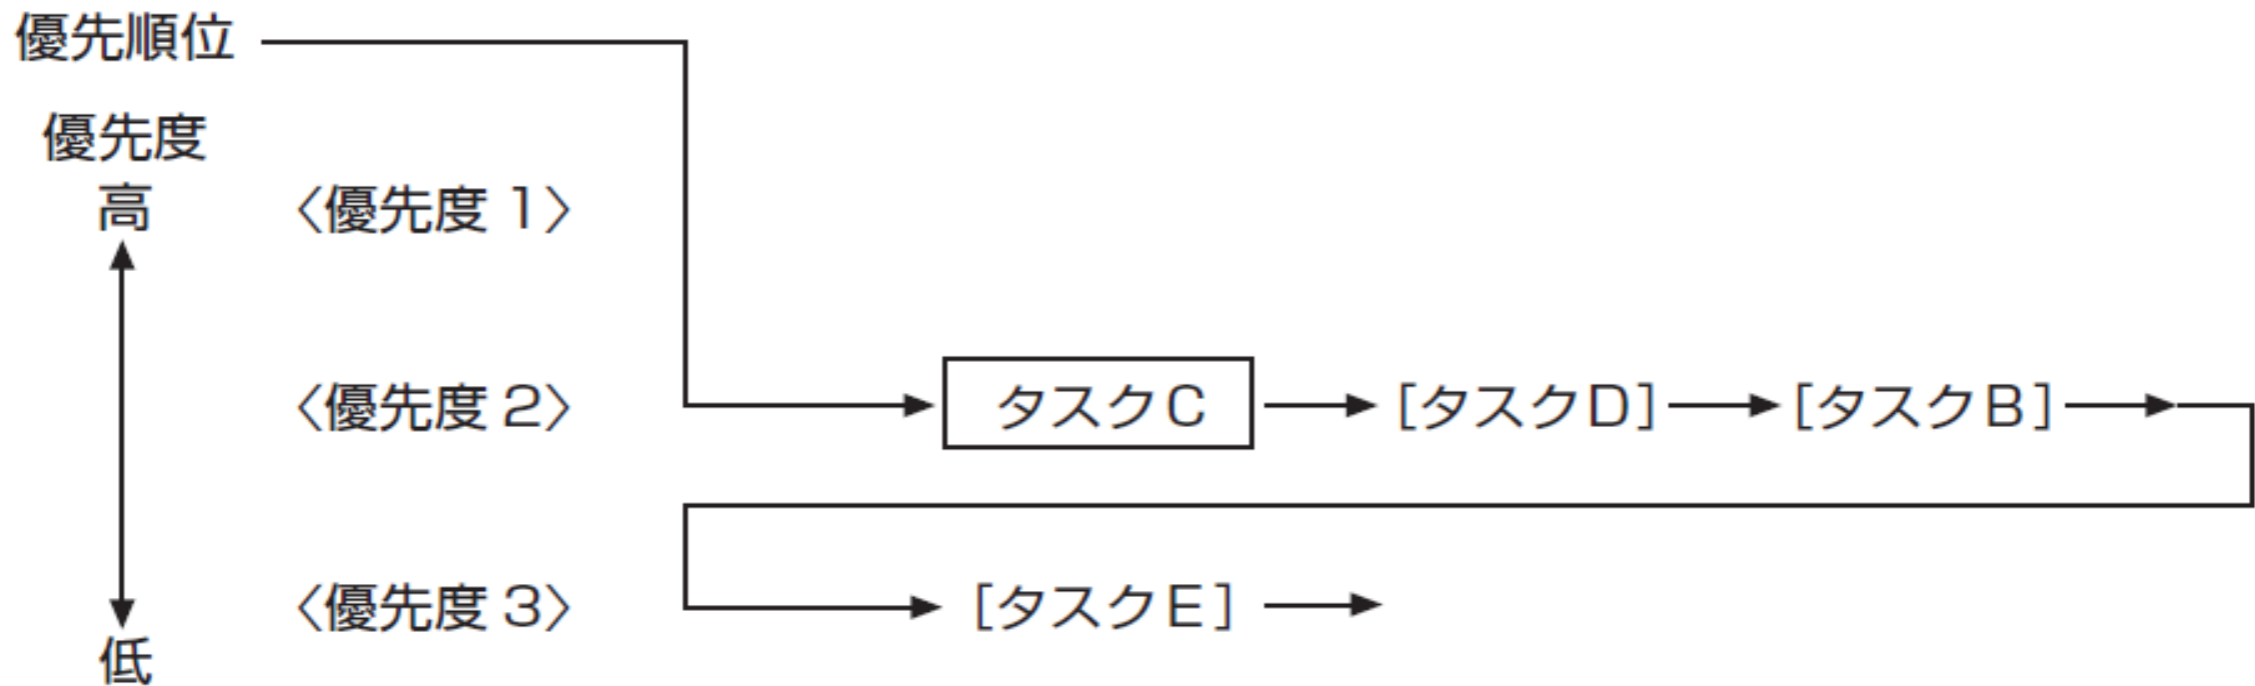 優先順位
優先度
高
〈優先度 1〉
〈優先度 2〉 タスクC [タスクD] [タスクB]
〈優先度 3〉 [タスクE]
低